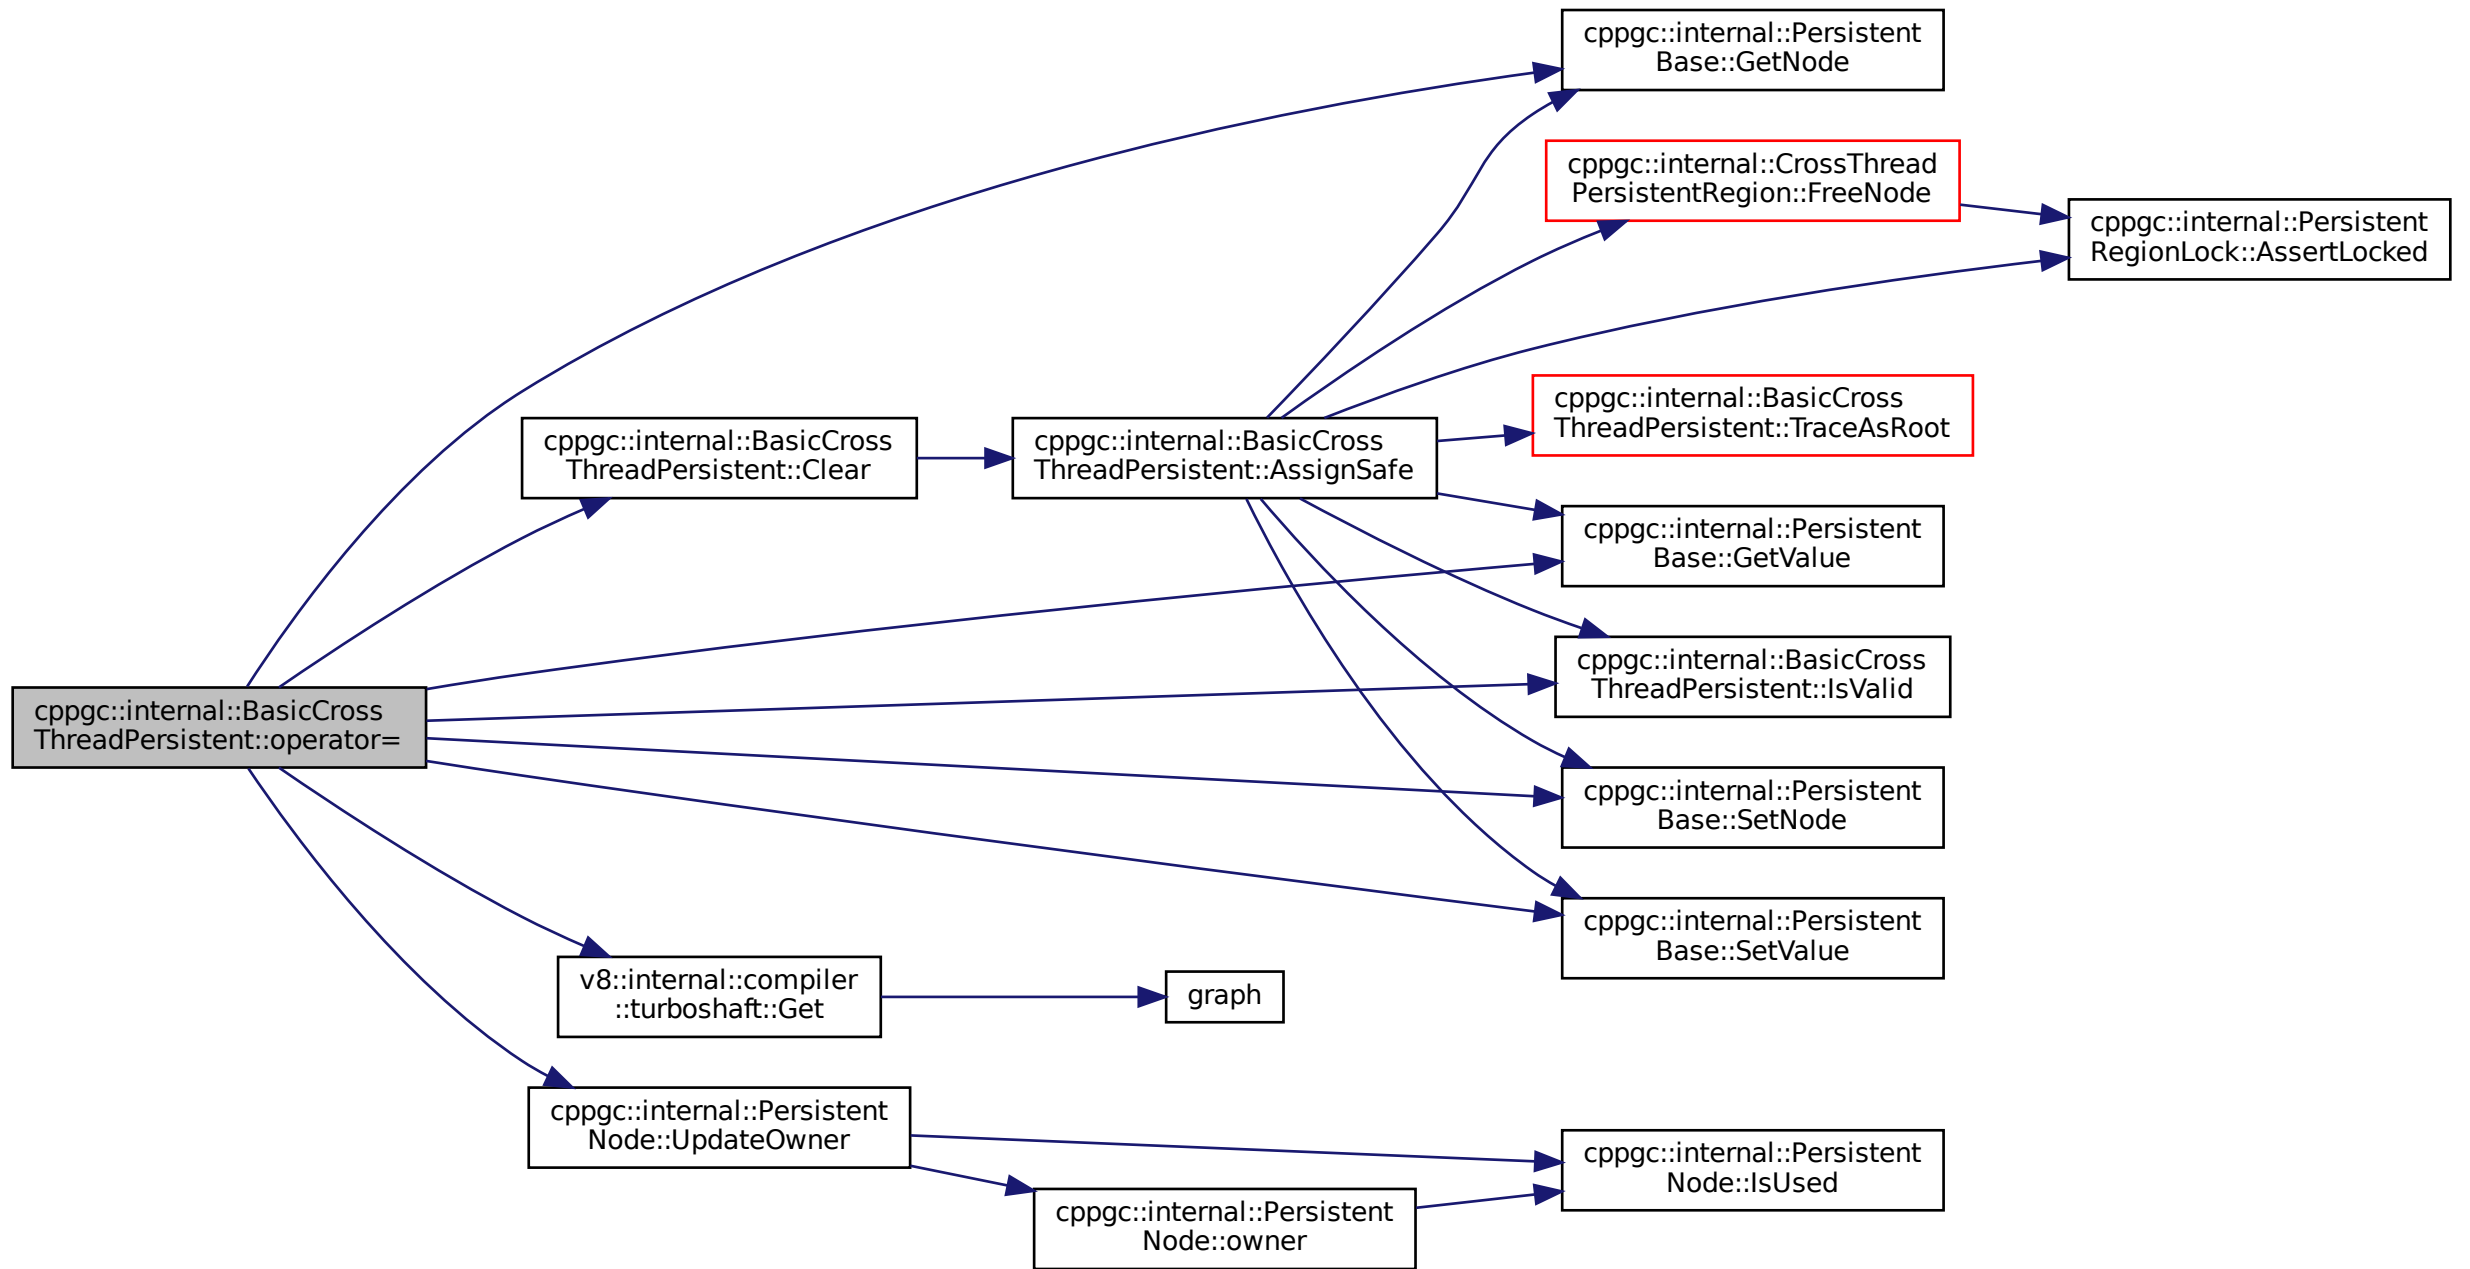 cppgc::internal::Persistent
Base::GetNode
cppgc::internal::CrossThread
PersistentRegion::FreeNode
cppgc::internal::Persistent
RegionLock::AssertLocked
cppgc::internal::BasicCross
ThreadPersistent::TraceAsRoot
cppgc::internal::BasicCross
ThreadPersistent::Clear
cppgc::internal::BasicCross
ThreadPersistent::AssignSafe
cppgc::internal::Persistent
Base::GetValue
cppgc::internal::BasicCross
ThreadPersistent::IsValid
cppgc::internal::BasicCross
ThreadPersistent::operator=
cppgc::internal::Persistent
Base::SetNode
cppgc::internal::Persistent
Base::SetValue
v8::internal::compiler
::turboshaft::Get
graph
cppgc::internal::Persistent
Node::UpdateOwner
cppgc::internal::Persistent
Node::IsUsed
cppgc::internal::Persistent
Node::owner